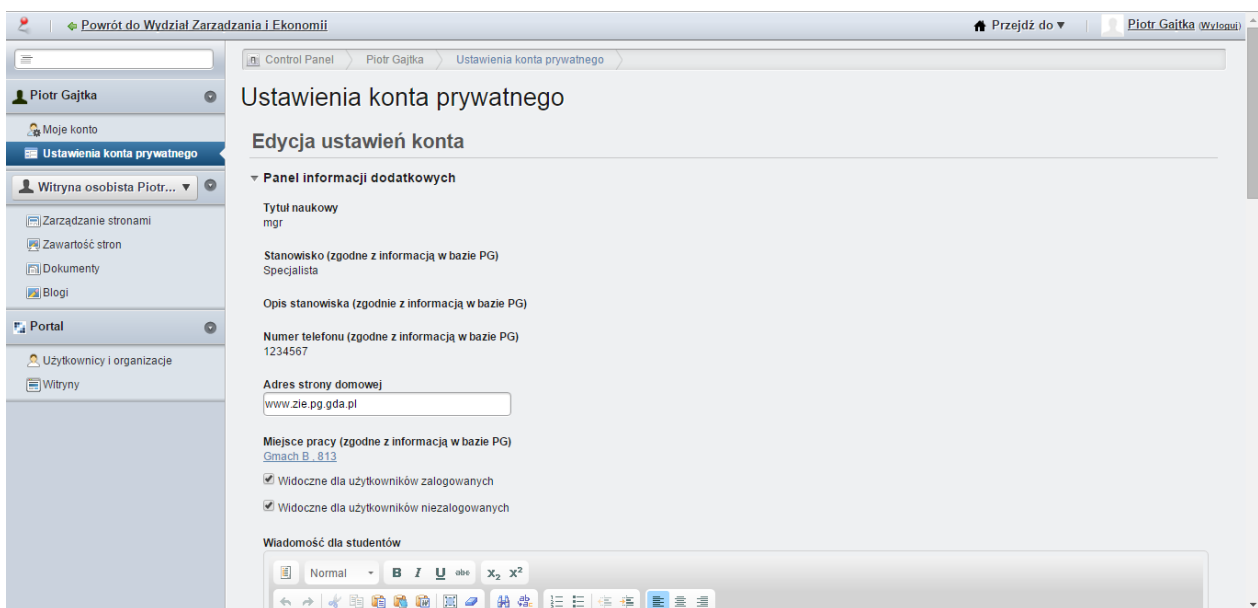 Powrót do Wydział Zarządzania i Ekonomii
Przejdź do ▼
Piotr Gajtka (Wyloguj)
Control Panel
Piotr Gajtka
Ustawienia konta prywatnego
Piotr Gajtka
Moje konto
Ustawienia konta prywatnego
Witryna osobista Piotr... ▼
Zarządzanie stronami
Zawartość stron
Dokumenty
Blogi
Portal
Użytkownicy i organizacje
Witryny
Ustawienia konta prywatnego
Edycja ustawień konta
Panel informacji dodatkowych
Tytuł naukowy
mgr
Stanowisko (zgodne z informacją w bazie PG)
Specjalista
Opis stanowiska (zgodnie z informacją w bazie PG)
Numer telefonu (zgodne z informacją w bazie PG)
1234567
Adres strony domowej
www.zie.pg.gda.pl
Miejsce pracy (zgodne z informacją w bazie PG)
Gmach B , 813
Widoczne dla użytkowników zalogowanych
Widoczne dla użytkowników niezalogowanych
Wiadomość dla studentów
Normal B I U abc X₂ X²